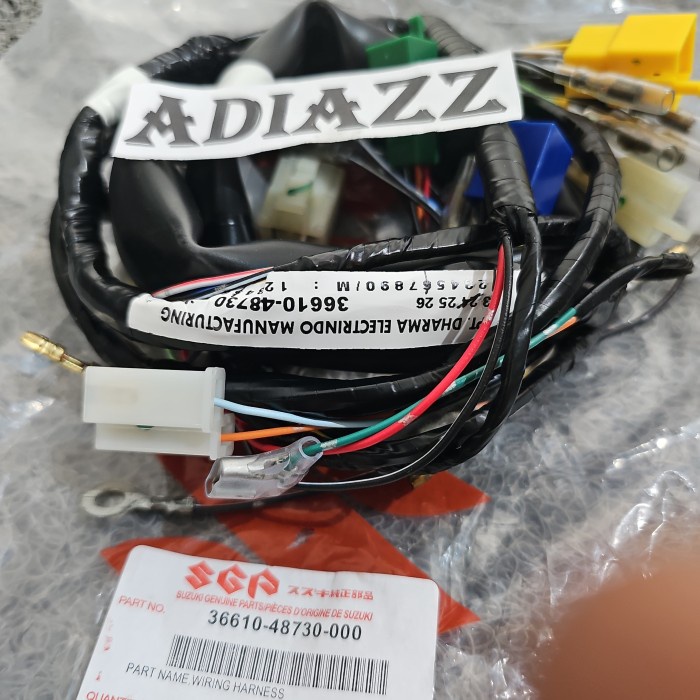 ADIAZZ
PT. DHARMA ELECTRINDO MANUFACTURING
36610-48730
SGP スズキ純正部品
SUZUKI GENUINE PARTS/PIÈCES D'ORIGINE DE SUZUKI
PART NO.
36610-48730-000
PART NAME.WIRING HARNESS